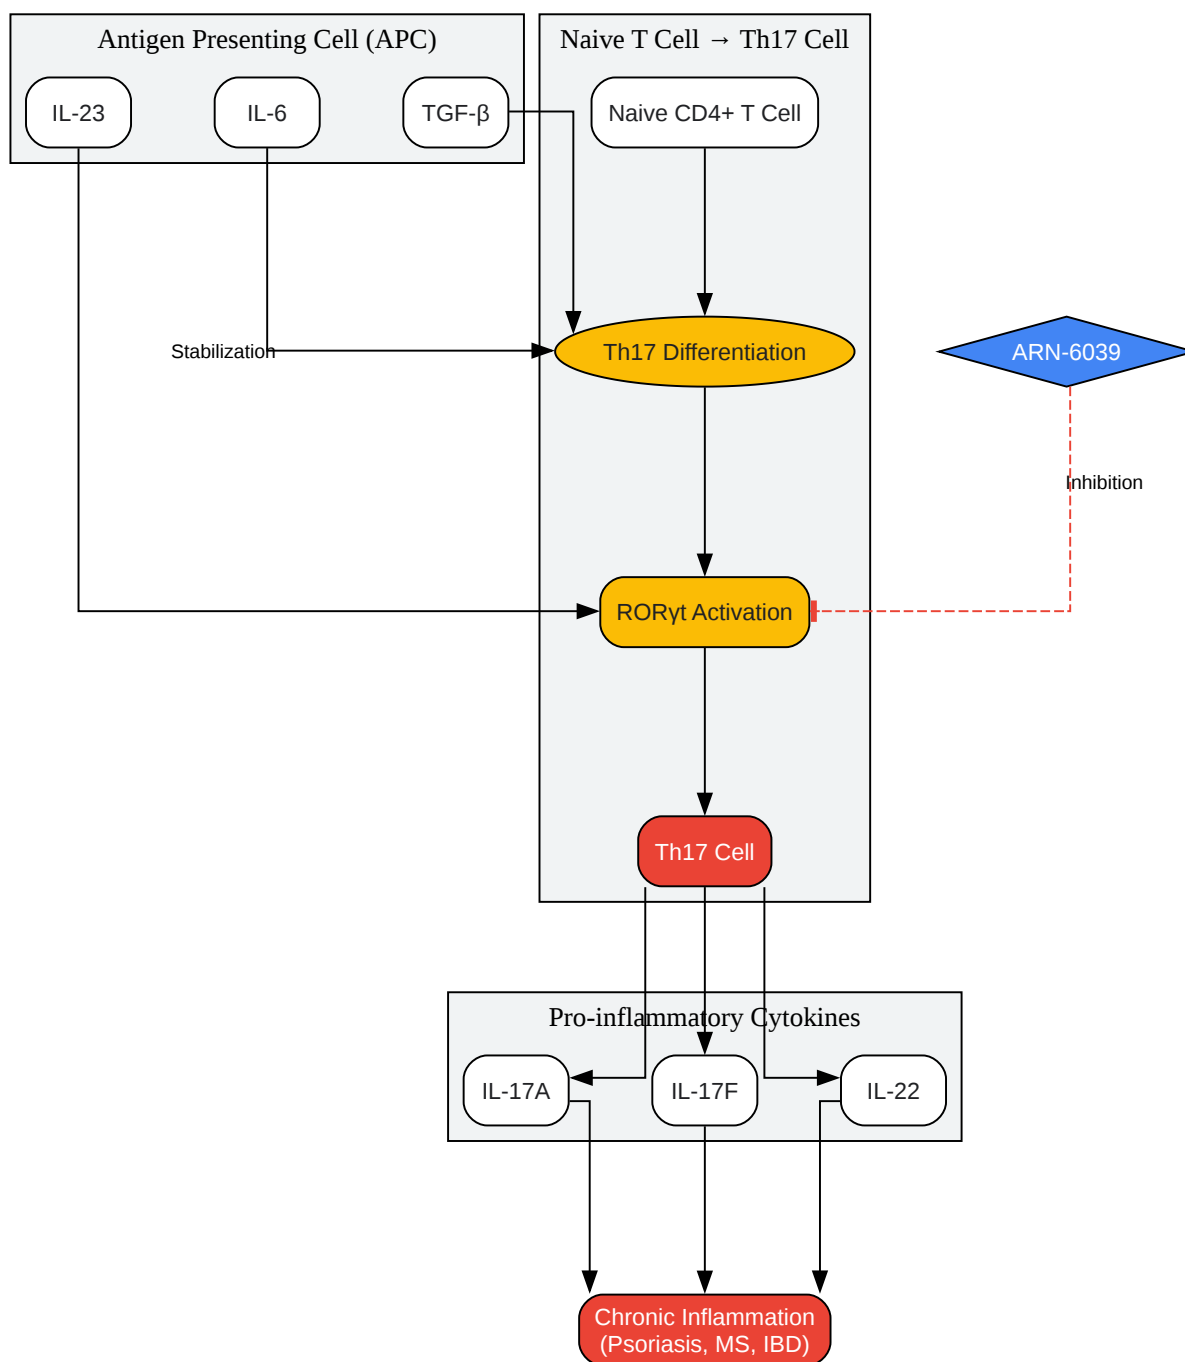 Antigen Presenting Cell (APC)
Naive T Cell → Th17 Cell
IL-23
IL-6
TGF-β
Naive CD4+ T Cell
Stabilization
Th17 Differentiation
ARN-6039
Inhibition
RORγt Activation
Th17 Cell
Pro-inflammatory Cytokines
IL-17A
IL-17F
IL-22
Chronic Inflammation
(Psoriasis, MS, IBD)